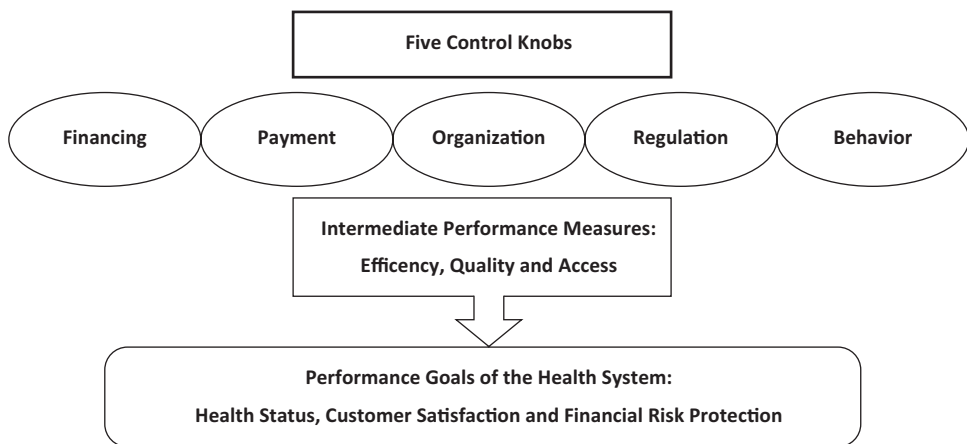 Five Control Knobs
Financing
Payment
Organization
Regulation
Behavior
Intermediate Performance Measures:
Efficency, Quality and Access
Performance Goals of the Health System:
Health Status, Customer Satisfaction and Financial Risk Protection